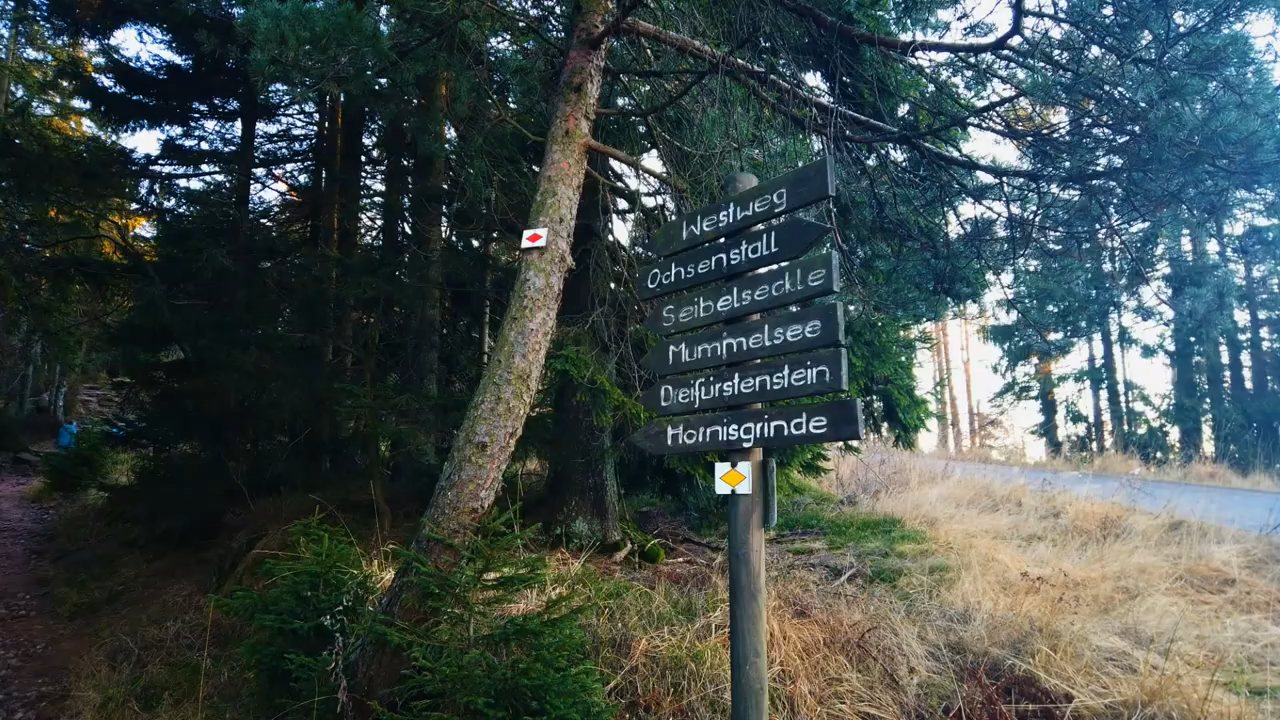 Westweg
Ochsenstall
Seibelseckle
Mummelsee
Dreifürstenstein
Hornisgrinde